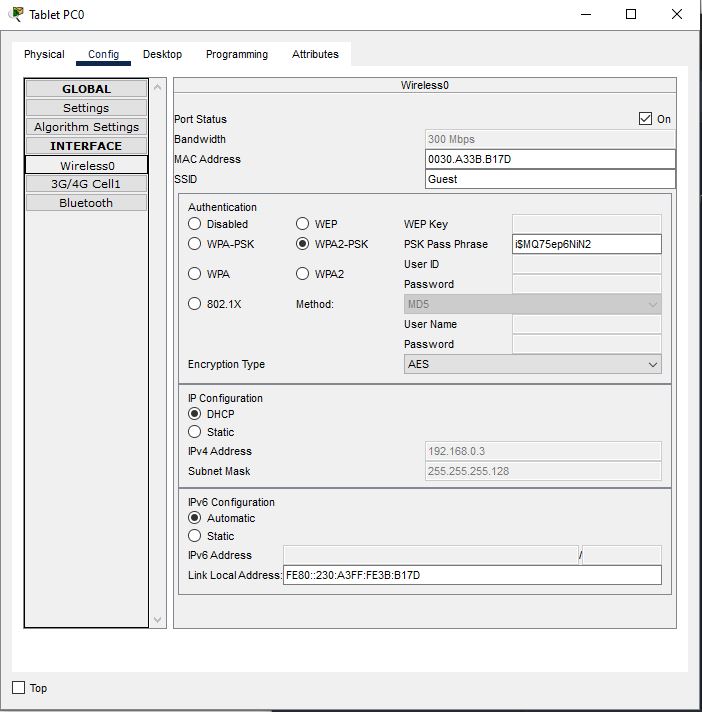 Tablet PC0
Physical Config Desktop Programming Attributes
GLOBAL
Settings
Algorithm Settings
INTERFACE
Wireless0
3G/4G Cell1
Bluetooth
Wireless0
Port Status On
Bandwidth 300 Mbps
MAC Address 0030.A33B.B17D
SSID Guest
Authentication
Disabled WEP WEP Key
WPA-PSK WPA2-PSK PSK Pass Phrase i$MQ75ep6NiN2
User ID
WPA WPA2
Password
802.1X Method: MD5
User Name
Password
Encryption Type AES
IP Configuration
DHCP
Static
IPv4 Address 192.168.0.3
Subnet Mask 255.255.255.128
IPv6 Configuration
Automatic
Static
IPv6 Address /
Link Local Address: FE80::230:A3FF:FE3B:B17D
Top